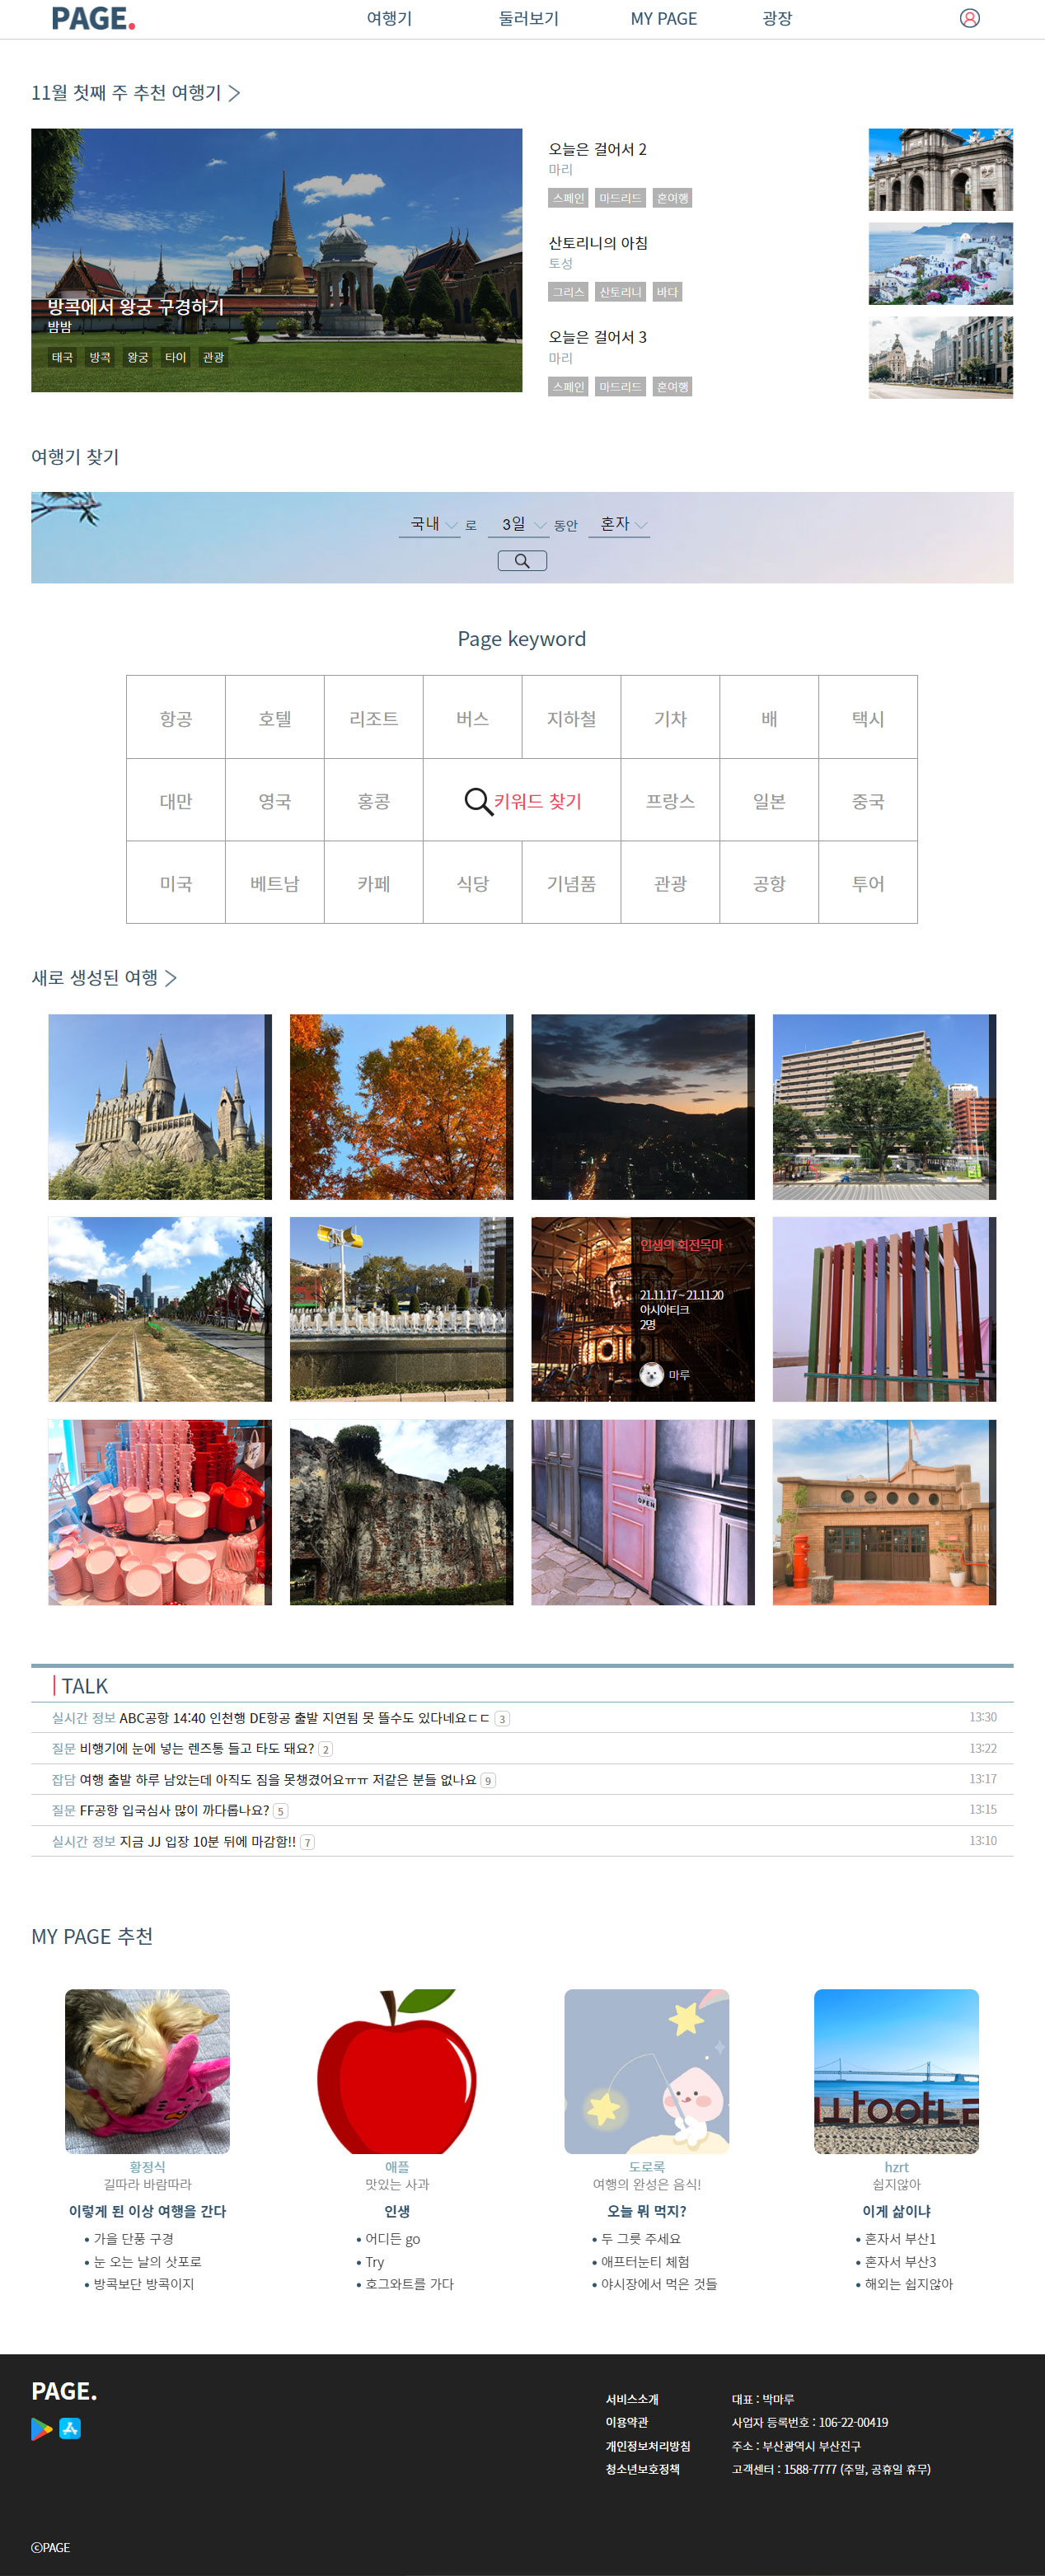 PAGE.
여행기 둘러보기 MY PAGE 광장
11월 첫째 주 추천 여행기
방콕에서 왕궁 구경하기
밤밤
태국 방콕 왕궁 타이 관광
오늘은 걸어서 2
마리
스페인 마드리드 혼여행
산토리니의 아침
토성
그리스 산토리니 바다
오늘은 걸어서 3
마리
스페인 마드리드 혼여행
여행기 찾기
국내 로 3일 동안 혼자
Page keyword
항공 호텔 리조트 버스 지하철 기차 배 택시
대만 영국 홍콩 키워드 찾기 프랑스 일본 중국
미국 베트남 카페 식당 기념품 관광 공항 투어
새로 생성된 여행
인생의 회전목마
21.11.17 ~ 21.11.20
아시아티크
2명
마루
OPEN
TALK
실시간 정보 ABC공항 14:40 인천행 DE항공 출발 지연됨 못 뜰수도 있다네요ㄷㄷ 3 13:30
질문 비행기에 눈에 넣는 렌즈통 들고 타도 돼요? 2 13:22
잡담 여행 출발 하루 남았는데 아직도 짐을 못챙겼어요ㅠㅠ 저같은 분들 없나요 9 13:17
질문 FF공항 입국심사 많이 까다롭나요? 5 13:15
실시간 정보 지금 JJ 입장 10분 뒤에 마감함!! 7 13:10
MY PAGE 추천
황정식
길따라 바람따라
이렇게 된 이상 여행을 간다
• 가을 단풍 구경
• 눈 오는 날의 삿포로
• 방콕보단 방콕이지
애플
맛있는 사과
인생
• 어디든 go
• Try
• 호그와트를 가다
도로록
여행의 완성은 음식!
오늘 뭐 먹지?
• 두 그릇 주세요
• 애프터눈티 체험
• 야시장에서 먹은 것들
hzrt
쉽지않아
이게 삶이냐
• 혼자서 부산1
• 혼자서 부산3
• 해외는 쉽지않아
PAGE.
서비스소개
이용약관
개인정보처리방침
청소년보호정책
대표 : 박마루
사업자 등록번호 : 106-22-00419
주소 : 부산광역시 부산진구
고객센터 : 1588-7777 (주말, 공휴일 휴무)
ⓒPAGE